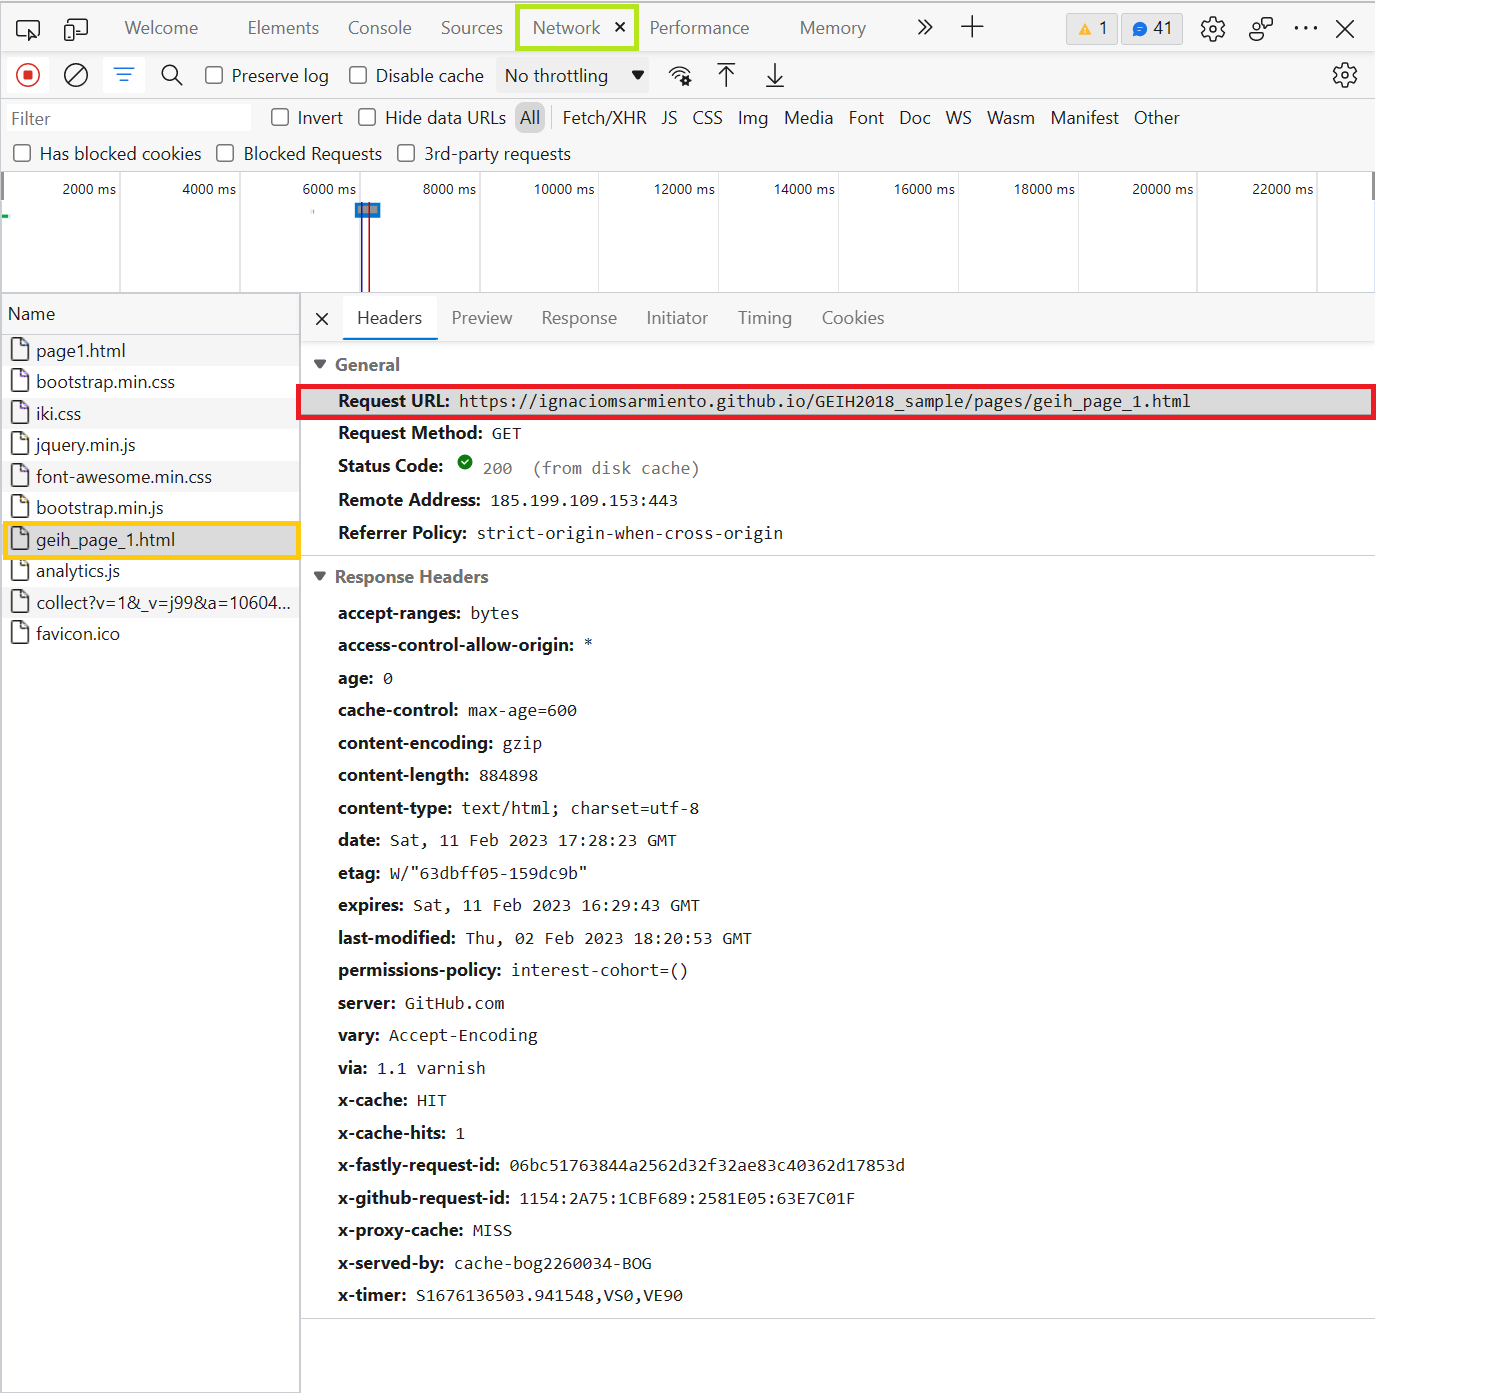 Welcome Elements Console Sources Network × Performance Memory 1 41
Preserve log Disable cache No throttling
Filter Invert Hide data URLs All Fetch/XHR JS CSS Img Media Font Doc WS Wasm Manifest Other
Has blocked cookies Blocked Requests 3rd-party requests
2000 ms 4000 ms 6000 ms 8000 ms 10000 ms 12000 ms 14000 ms 16000 ms 18000 ms 20000 ms 22000 ms
Name
page1.html
bootstrap.min.css
iki.css
jquery.min.js
font-awesome.min.css
bootstrap.min.js
geih_page_1.html
analytics.js
collect?v=1&_v=j99&a=10604...
favicon.ico
Headers Preview Response Initiator Timing Cookies
General
Request URL: https://ignaciomsarmiento.github.io/GEIH2018_sample/pages/geih_page_1.html
Request Method: GET
Status Code: 200 (from disk cache)
Remote Address: 185.199.109.153:443
Referrer Policy: strict-origin-when-cross-origin
Response Headers
accept-ranges: bytes
access-control-allow-origin: *
age: 0
cache-control: max-age=600
content-encoding: gzip
content-length: 884898
content-type: text/html; charset=utf-8
date: Sat, 11 Feb 2023 17:28:23 GMT
etag: W/"63dbff05-159dc9b"
expires: Sat, 11 Feb 2023 16:29:43 GMT
last-modified: Thu, 02 Feb 2023 18:20:53 GMT
permissions-policy: interest-cohort=()
server: GitHub.com
vary: Accept-Encoding
via: 1.1 varnish
x-cache: HIT
x-cache-hits: 1
x-fastly-request-id: 06bc51763844a2562d32f32ae83c40362d17853d
x-github-request-id: 1154:2A75:1CBF689:2581E05:63E7C01F
x-proxy-cache: MISS
x-served-by: cache-bog2260034-BOG
x-timer: S1676136503.941548,VS0,VE90